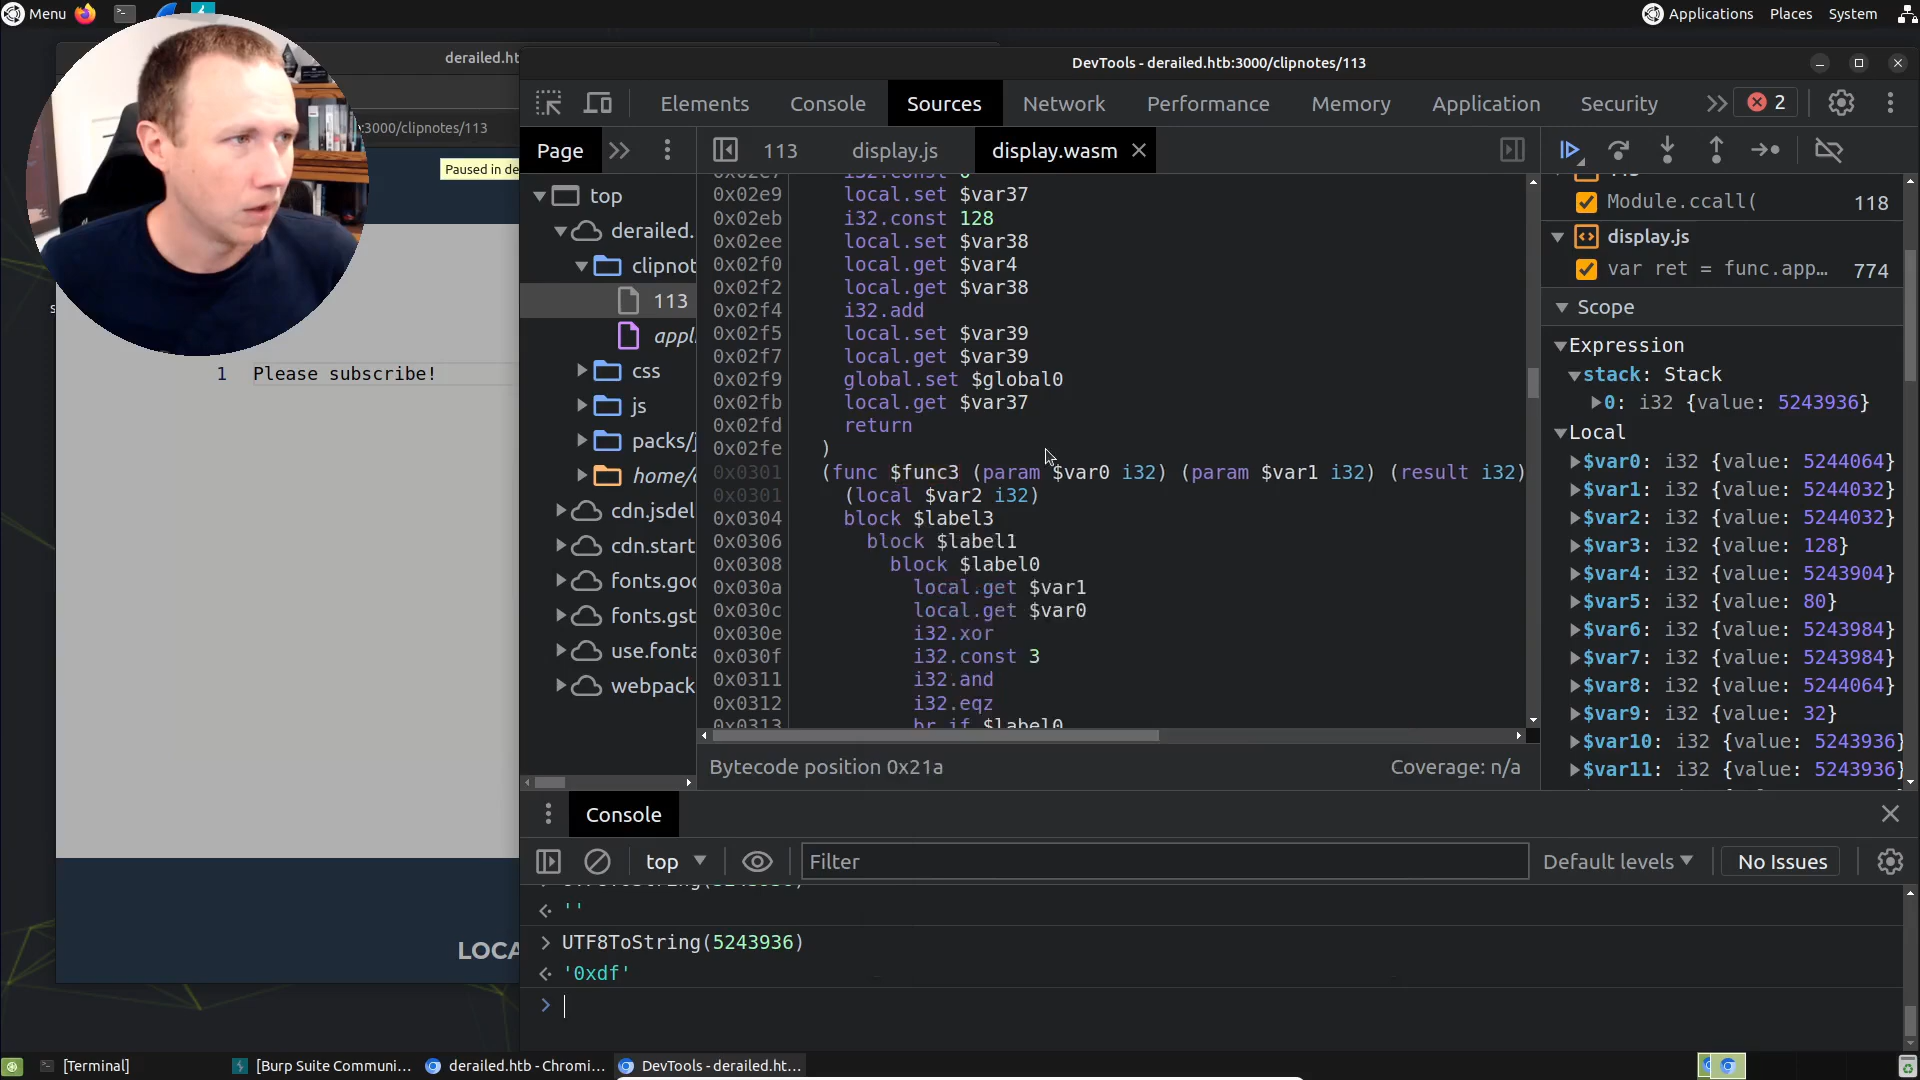 Menu
Applications Places System
derailed.ht
DevTools - derailed.htb:3000/clipnotes/113
:3000/clipnotes/113
Elements Console Sources Network Performance Memory Application Security 2
Page 113 display.js display.wasm
Paused in de
1 Please subscribe!
LOCA
top
derailed.
clipnot
113
appl
css
js
packs/j
home/
cdn.jsdel
cdn.start
fonts.goo
fonts.gst
use.fonta
webpack
0x02e9 local.set $var37
0x02eb i32.const 128
0x02ee local.set $var38
0x02f0 local.get $var4
0x02f2 local.get $var38
0x02f4 i32.add
0x02f5 local.set $var39
0x02f7 local.get $var39
0x02f9 global.set $global0
0x02fb local.get $var37
0x02fd return
0x02fe )
0x0301 (func $func3 (param $var0 i32) (param $var1 i32) (result i32)
0x0301 (local $var2 i32)
0x0304 block $label3
0x0306 block $label1
0x0308 block $label0
0x030a local.get $var1
0x030c local.get $var0
0x030e i32.xor
0x030f i32.const 3
0x0311 i32.and
0x0312 i32.eqz
0x0313 br_if $label0
Bytecode position 0x21a Coverage: n/a
Module.ccall( 118
display.js
var ret = func.app… 774
Scope
Expression
stack: Stack
0: i32 {value: 5243936}
Local
$var0: i32 {value: 5244064}
$var1: i32 {value: 5244032}
$var2: i32 {value: 5244032}
$var3: i32 {value: 128}
$var4: i32 {value: 5243904}
$var5: i32 {value: 80}
$var6: i32 {value: 5243984}
$var7: i32 {value: 5243984}
$var8: i32 {value: 5244064}
$var9: i32 {value: 32}
$var10: i32 {value: 5243936}
$var11: i32 {value: 5243936}
Console
top Filter Default levels No Issues
''
UTF8ToString(5243936)
'0xdf'
[Terminal] [Burp Suite Communi... derailed.htb - Chromi... DevTools - derailed.ht...